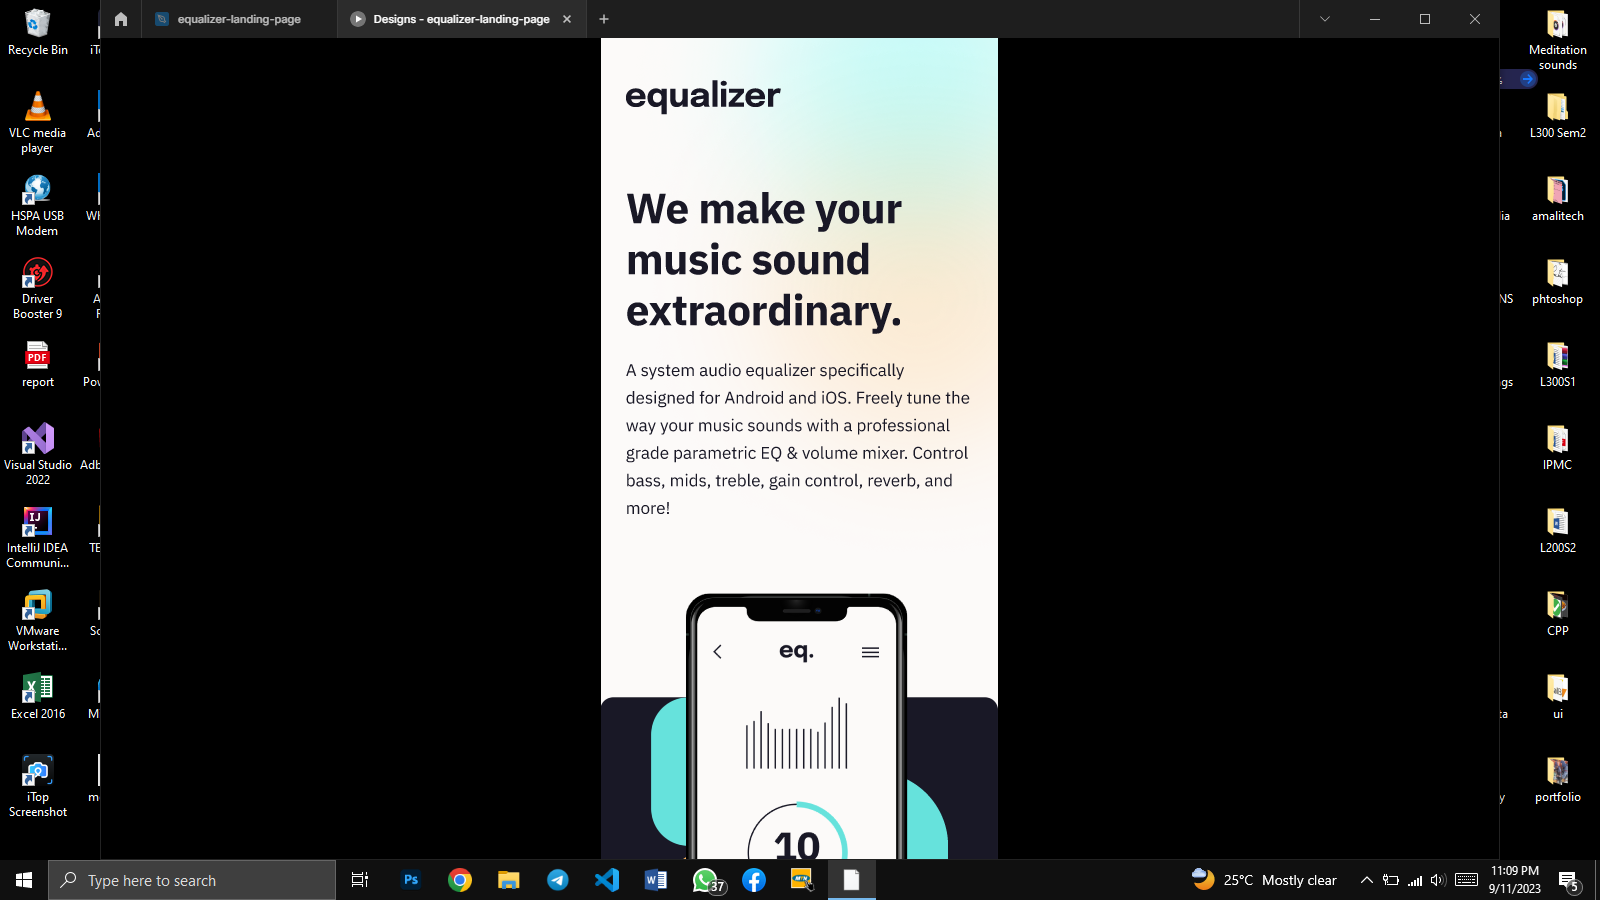 equalizer-landing-page
Designs - equalizer-landing-page
equalizer
We make your
music sound
extraordinary.
A system audio equalizer specifically
designed for Android and iOS. Freely tune the
way your music sounds with a professional
grade parametric EQ & volume mixer. Control
bass, mids, treble, gain control, reverb, and
more!
eq.
10
Recycle Bin
VLC media
player
HSPA USB
Modem
Driver
Booster 9
PDF
report
Visual Studio
2022
IJ
IntelliJ IDEA
Communi...
VMware
Workstati...
Excel 2016
iTop
Screenshot
Meditation
sounds
L300 Sem2
amalitech
phtoshop
L300S1
IPMC
L200S2
CPP
ui
portfolio
Type here to search
Ps
37
25°C Mostly clear
11:09 PM
9/11/2023
5